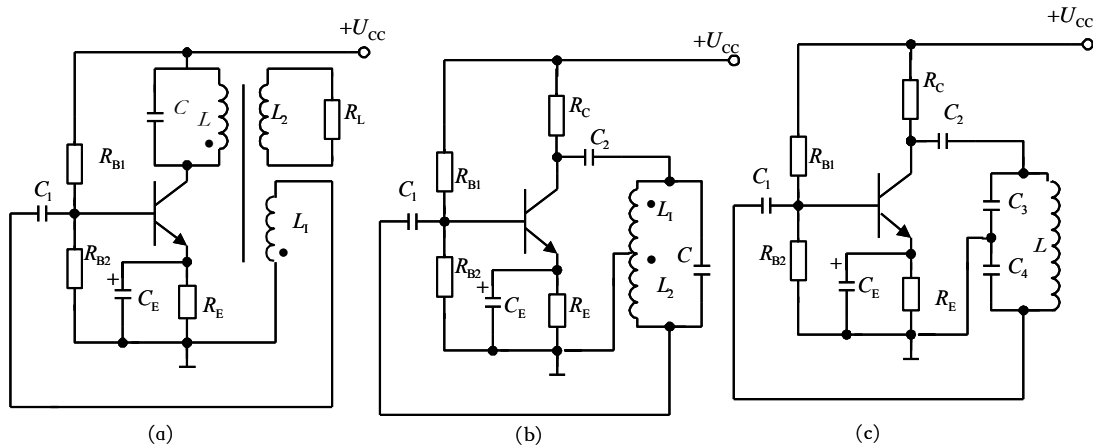 +U_CC
C
L
L_2
R_L
R_B1
C_1
L_1
R_B2
+
C_E
R_E
(a)
+U_CC
R_C
C_2
R_B1
C_1
L_1
R_B2
L_2
C
+
C_E
R_E
(b)
+U_CC
R_C
C_2
R_B1
C_1
C_3
L
R_B2
C_4
+
C_E
R_E
(c)